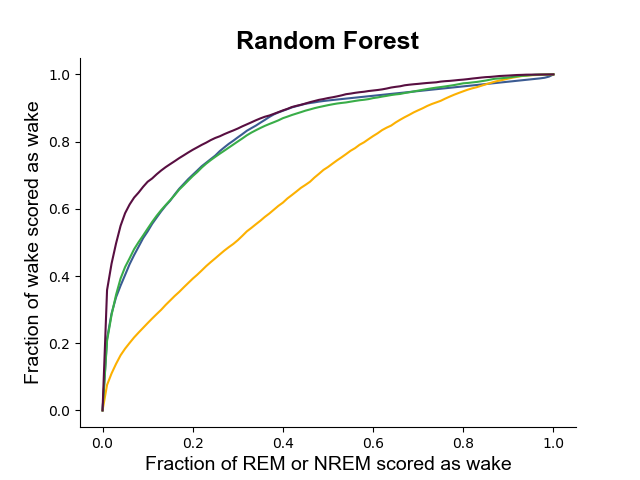 Random Forest
Fraction of wake scored as wake
1.0
0.8
0.6
0.4
0.2
0.0
0.0 0.2 0.4 0.6 0.8 1.0
Fraction of REM or NREM scored as wake